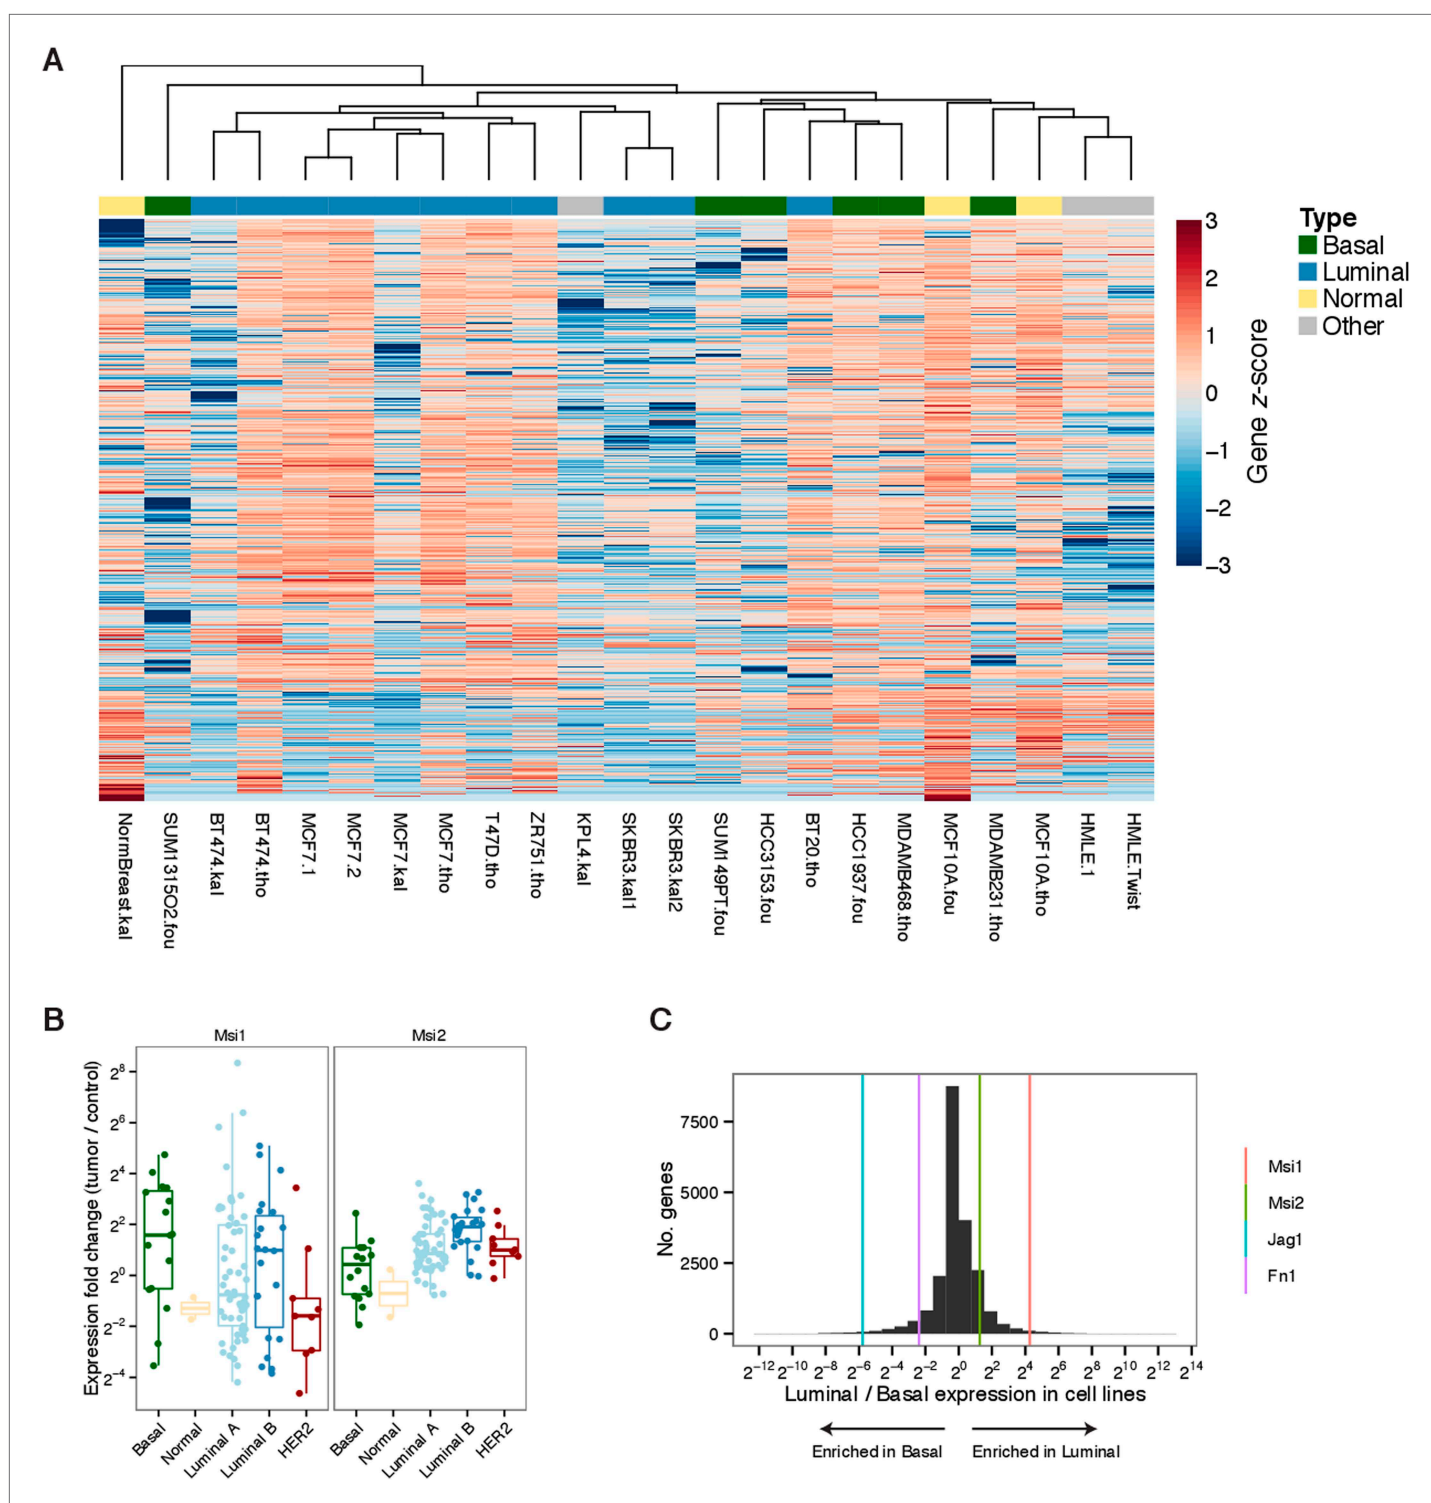 A
Type
Basal
Luminal
Normal
Other
3
2
1
0
−1
−2
−3
Gene z-score
NormBreast.kal
SUM1315O2.fou
BT474.kal
BT474.tho
MCF7.1
MCF7.2
MCF7.kal
MCF7.tho
T47D.tho
ZR751.tho
KPL4.kal
SKBR3.kal1
SKBR3.kal2
SUM149PT.fou
HCC3153.fou
BT20.tho
HCC1937.fou
MDAMB468.tho
MCF10A.fou
MDAMB231.tho
MCF10A.tho
HMLE.1
HMLE.Twist
B
Msi1 Msi2
Expression fold change (tumor / control)
2^8
2^6
2^4
2^2
2^0
2^−2
2^−4
Basal Normal Luminal A Luminal B HER2 Basal Normal Luminal A Luminal B HER2
C
No. genes
7500
5000
2500
0
2^−12 2^−10 2^−8 2^−6 2^−4 2^−2 2^0 2^2 2^4 2^6 2^8 2^10 2^12 2^14
Luminal / Basal expression in cell lines
Enriched in Basal Enriched in Luminal
Msi1
Msi2
Jag1
Fn1